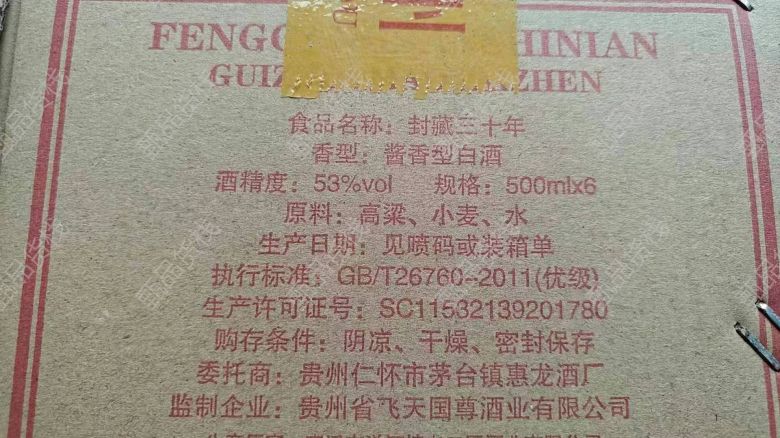 FENGC HINIAN
食品名称：封藏三十年
香型：酱香型白酒
酒精度：53%vol 规格：500mlx6
原料：高粱、小麦、水
生产日期：见喷码或装箱单
执行标准：GB/T26760-2011(优级)
生产许可证号：SC11532139201780
购存条件：阴凉、干燥、密封保存
委托商：贵州仁怀市茅台镇惠龙酒厂
监制企业：贵州省飞天国尊酒业有限公司